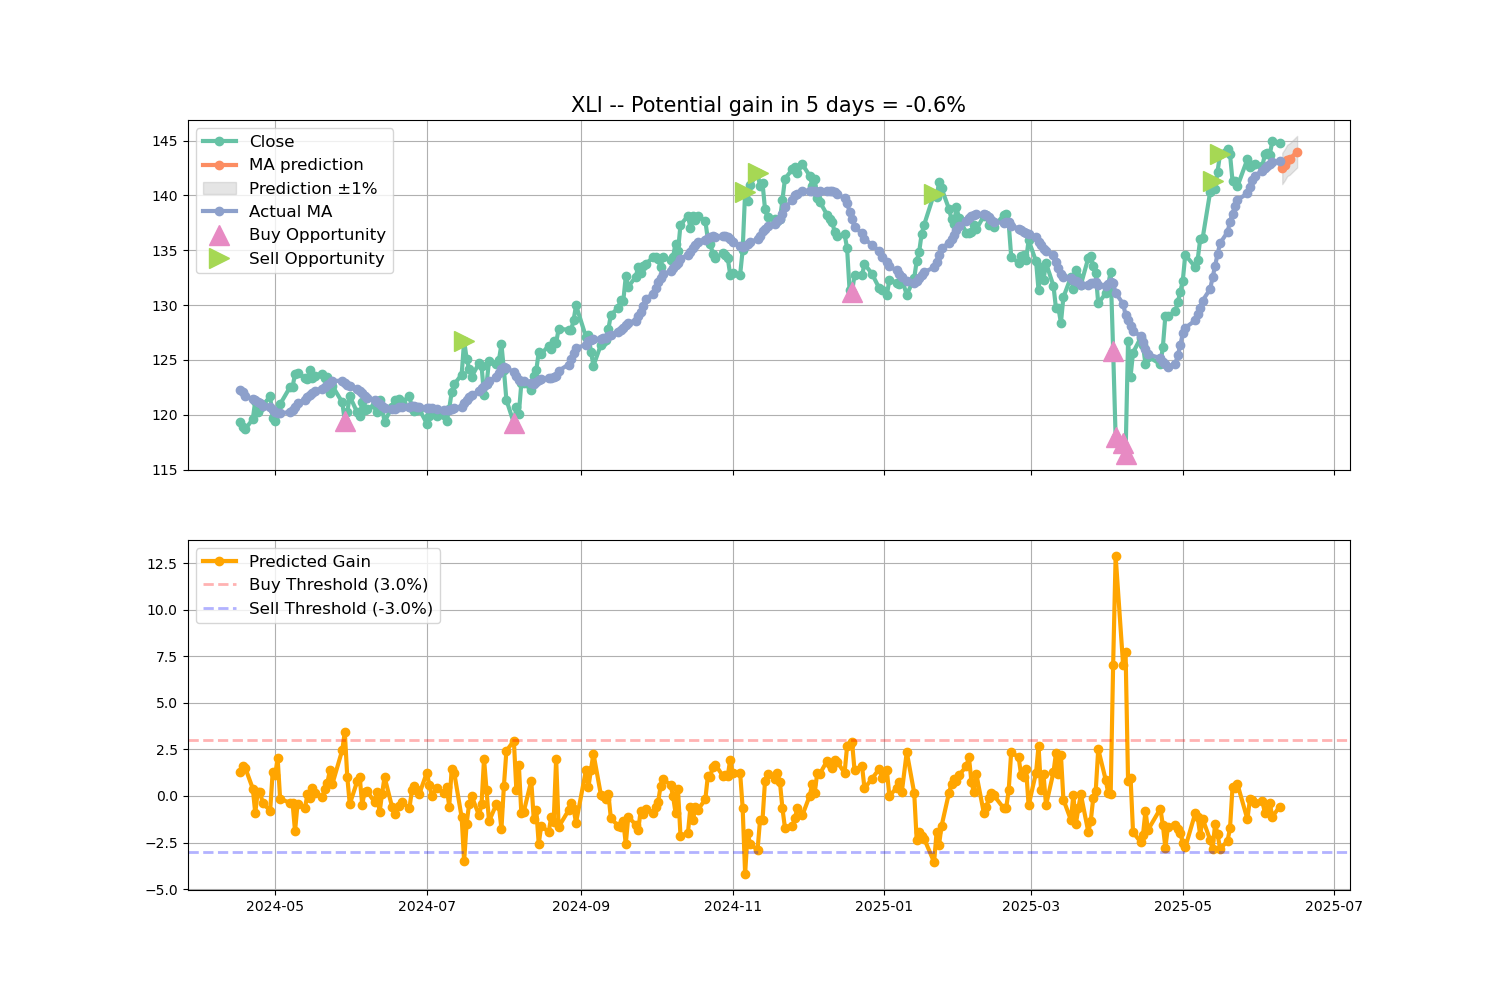 XLI -- Potential gain in 5 days = -0.6%
145
140
135
130
125
120
115
Close
MA prediction
Prediction ±1%
Actual MA
Buy Opportunity
Sell Opportunity
12.5
10.0
7.5
5.0
2.5
0.0
−2.5
−5.0
Predicted Gain
Buy Threshold (3.0%)
Sell Threshold (-3.0%)
2024-05 2024-07 2024-09 2024-11 2025-01 2025-03 2025-05 2025-07